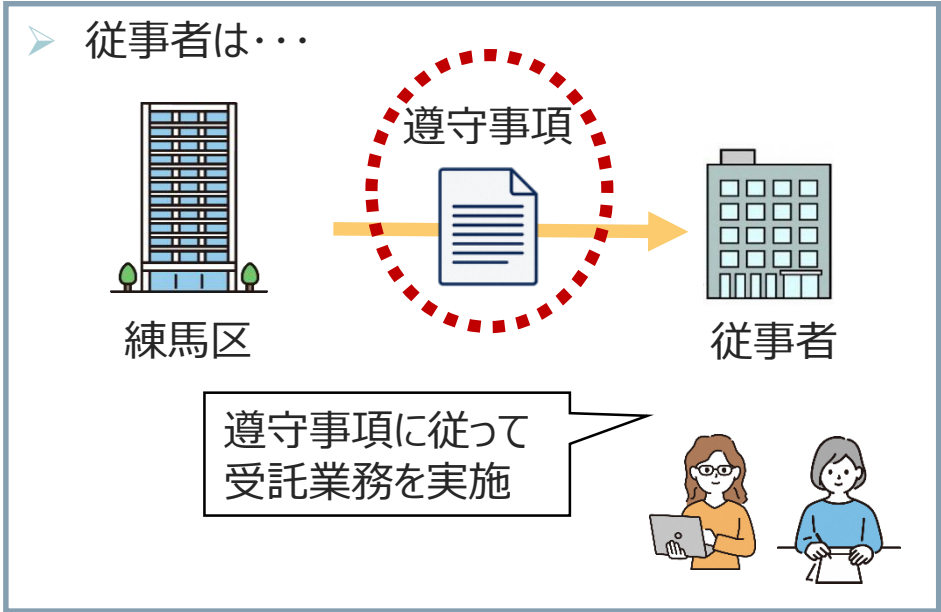 従事者は・・・
遵守事項
練馬区
従事者
遵守事項に従って
受託業務を実施